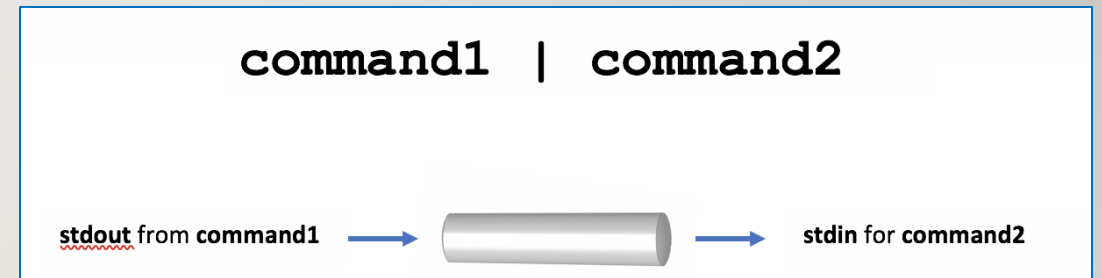 command1 | command2
stdout from command1
stdin for command2